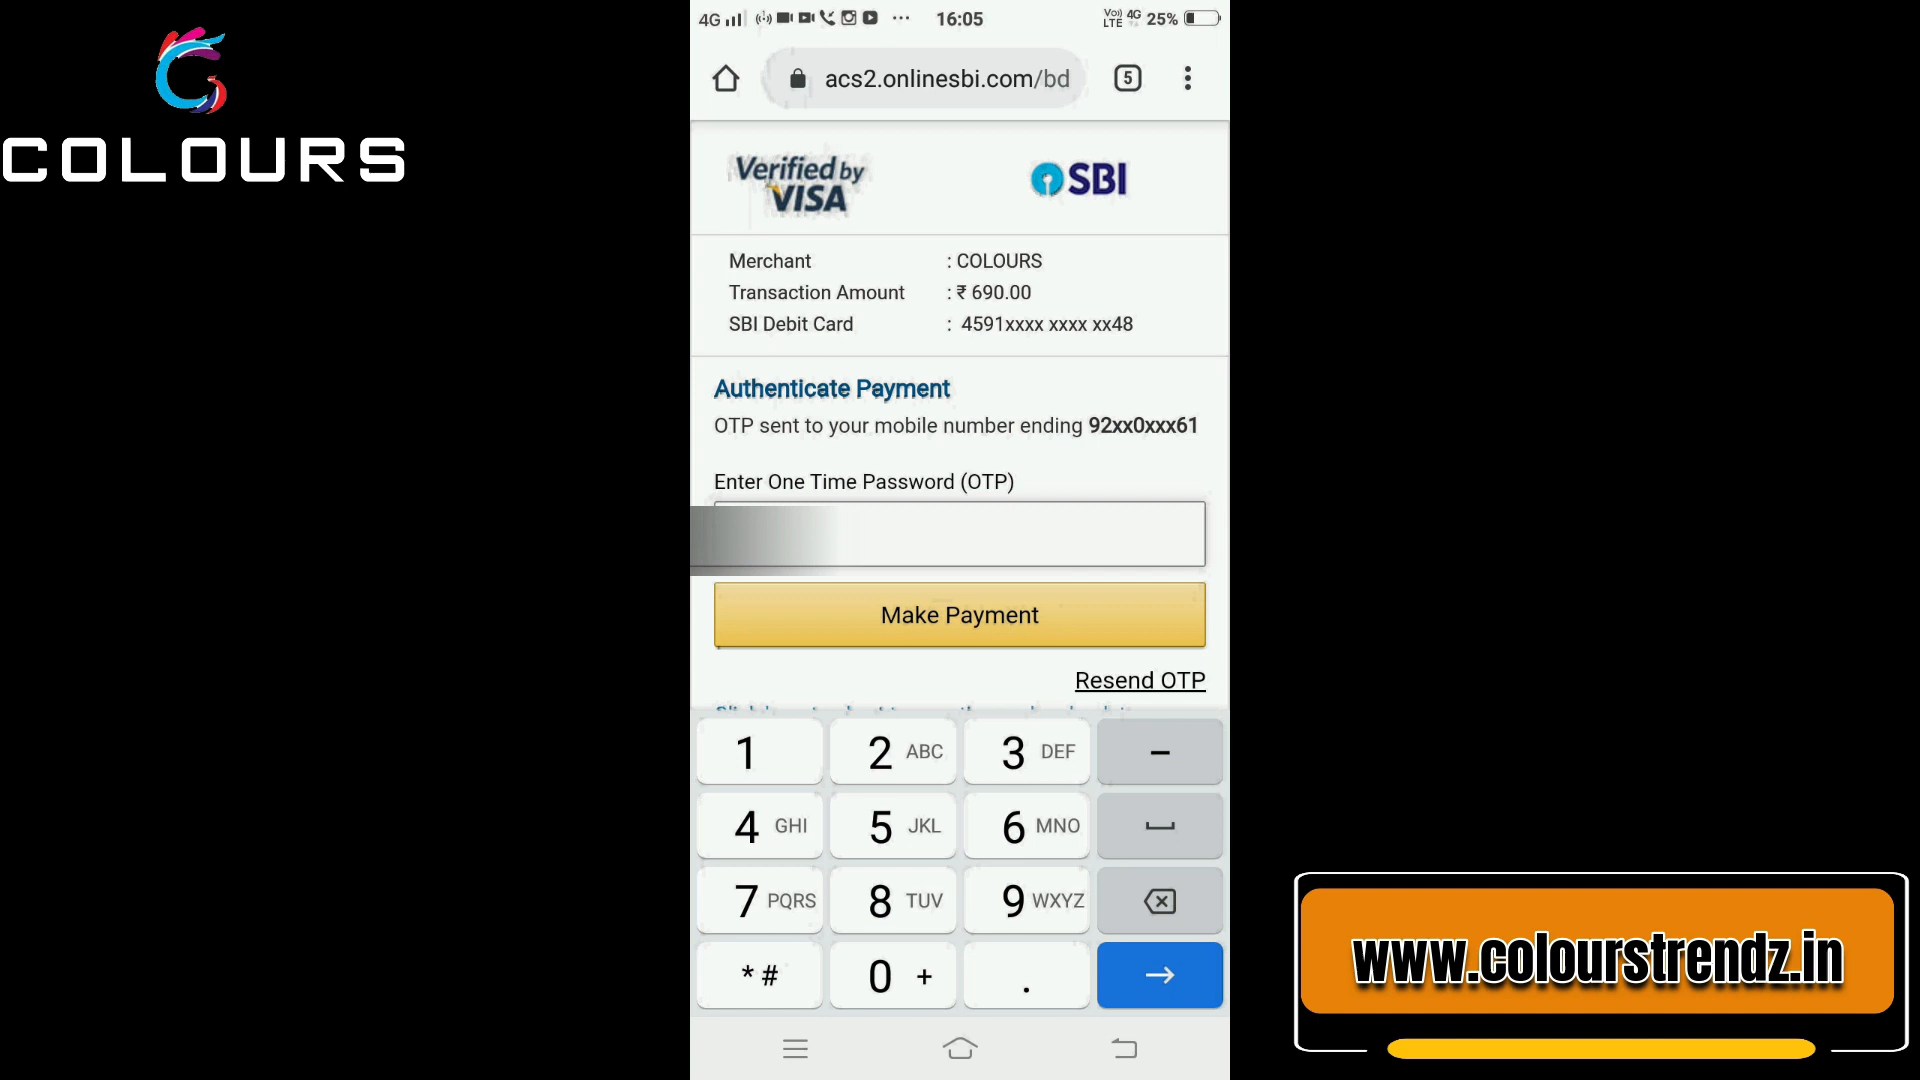 COLOURS
4G 16:05 Vo) LTE 4G 25%
acs2.onlinesbi.com/bd 5
Verified by VISA
SBI
Merchant : COLOURS
Transaction Amount : ₹ 690.00
SBI Debit Card : 4591xxxx xxxx xx48
Authenticate Payment
OTP sent to your mobile number ending 92xx0xxx61
Enter One Time Password (OTP)
Make Payment
Resend OTP
1 2 ABC 3 DEF –
4 GHI 5 JKL 6 MNO
7 PQRS 8 TUV 9 WXYZ
* # 0 + .
www.colourstrendz.in